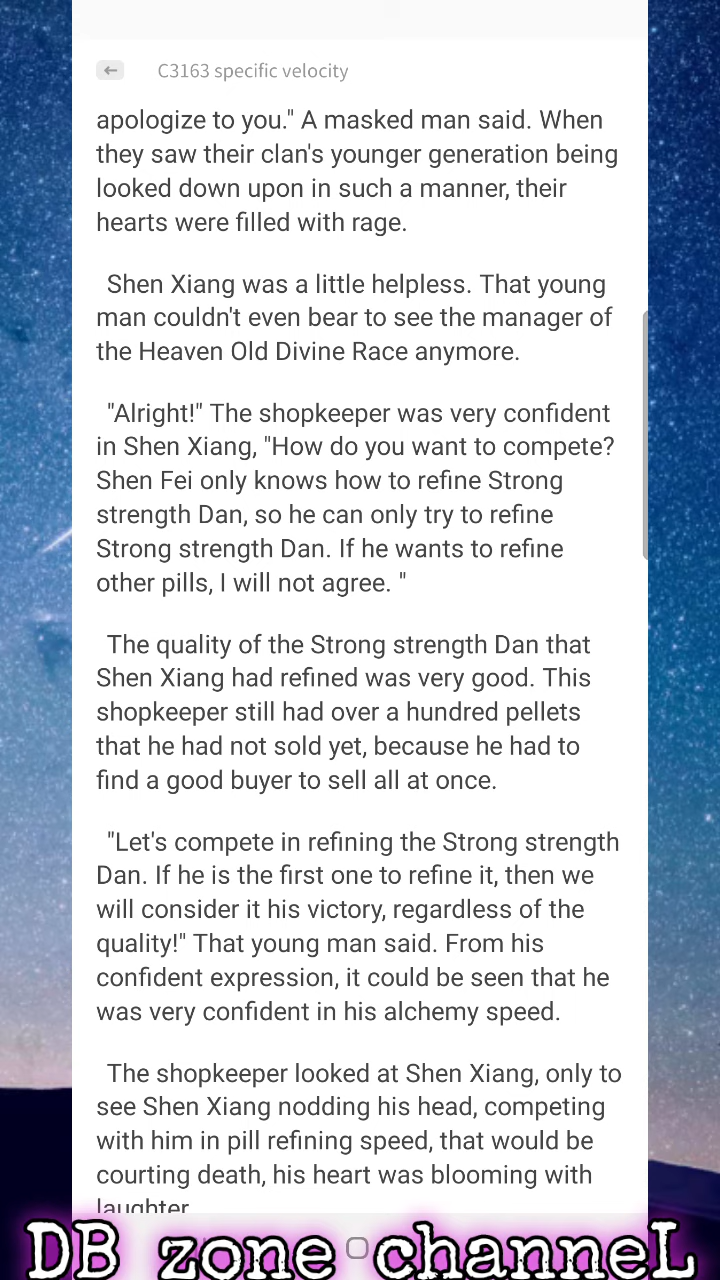 C3163 specific velocity
apologize to you." A masked man said. When
they saw their clan's younger generation being
looked down upon in such a manner, their
hearts were filled with rage.
Shen Xiang was a little helpless. That young
man couldn't even bear to see the manager of
the Heaven Old Divine Race anymore.
"Alright!" The shopkeeper was very confident
in Shen Xiang, "How do you want to compete?
Shen Fei only knows how to refine Strong
strength Dan, so he can only try to refine
Strong strength Dan. If he wants to refine
other pills, I will not agree. "
The quality of the Strong strength Dan that
Shen Xiang had refined was very good. This
shopkeeper still had over a hundred pellets
that he had not sold yet, because he had to
find a good buyer to sell all at once.
"Let's compete in refining the Strong strength
Dan. If he is the first one to refine it, then we
will consider it his victory, regardless of the
quality!" That young man said. From his
confident expression, it could be seen that he
was very confident in his alchemy speed.
The shopkeeper looked at Shen Xiang, only to
see Shen Xiang nodding his head, competing
with him in pill refining speed, that would be
courting death, his heart was blooming with
laughter
DB zone channeL